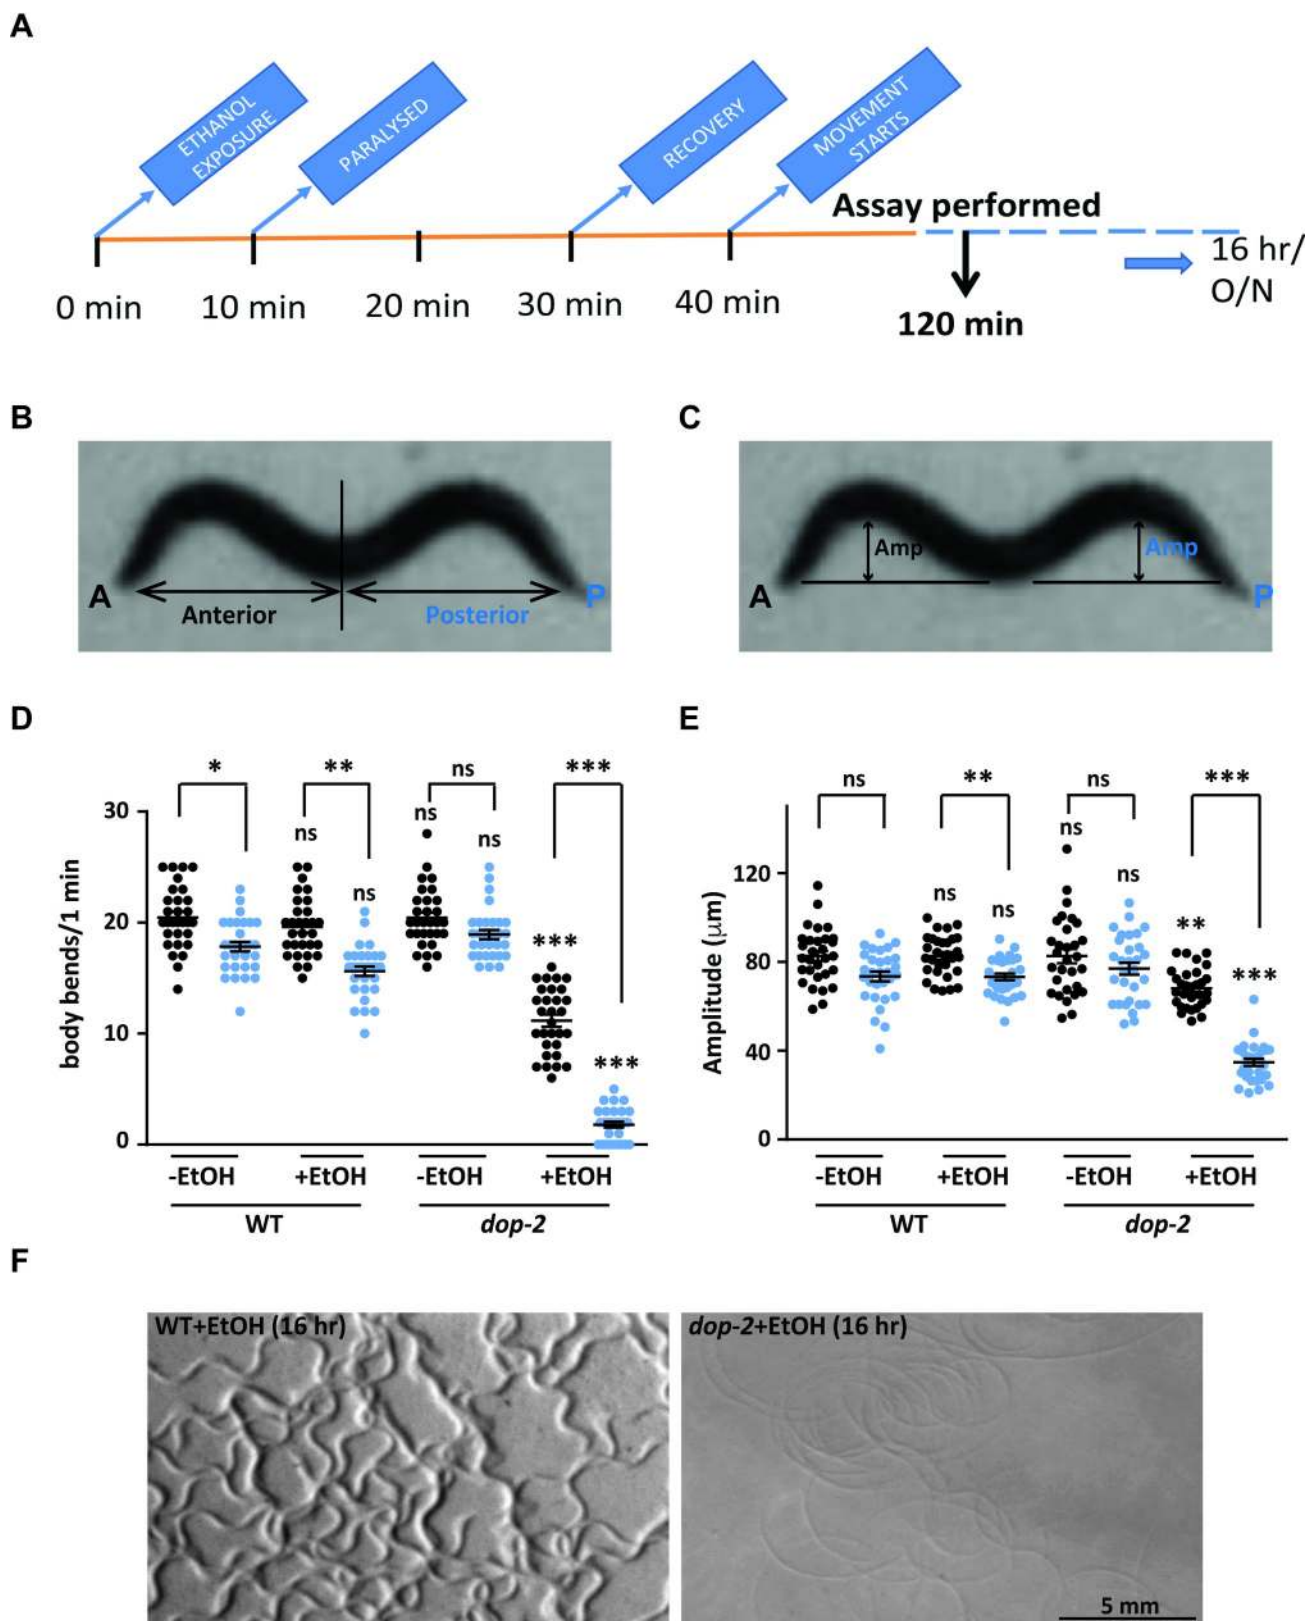 A
ETHANOL
EXPOSURE
PARALYSED
RECOVERY
MOVEMENT
STARTS
Assay performed
0 min
10 min
20 min
30 min
40 min
120 min
16 hr/
O/N
B
A
Anterior
Posterior
P
C
Amp
Amp
A
P
D
* ** ns ***
ns
ns
ns
ns
***
***
body bends/1 min
30
20
10
0
-EtOH +EtOH -EtOH +EtOH
WT dop-2
E
ns ** ns ***
ns
ns
ns
ns
**
***
Amplitude (μm)
120
80
40
0
-EtOH +EtOH -EtOH +EtOH
WT dop-2
F
WT+EtOH (16 hr)
dop-2+EtOH (16 hr)
5 mm